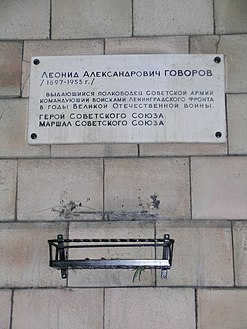 Леонид Александрович ГОВОРОВ
/1897-1955 г./
выдающийся полководец Советской Армии
командующий войсками Ленинградского фронта
в годы Великой Отечественной войны.
Герой Советского Союза
Маршал Советского Союза